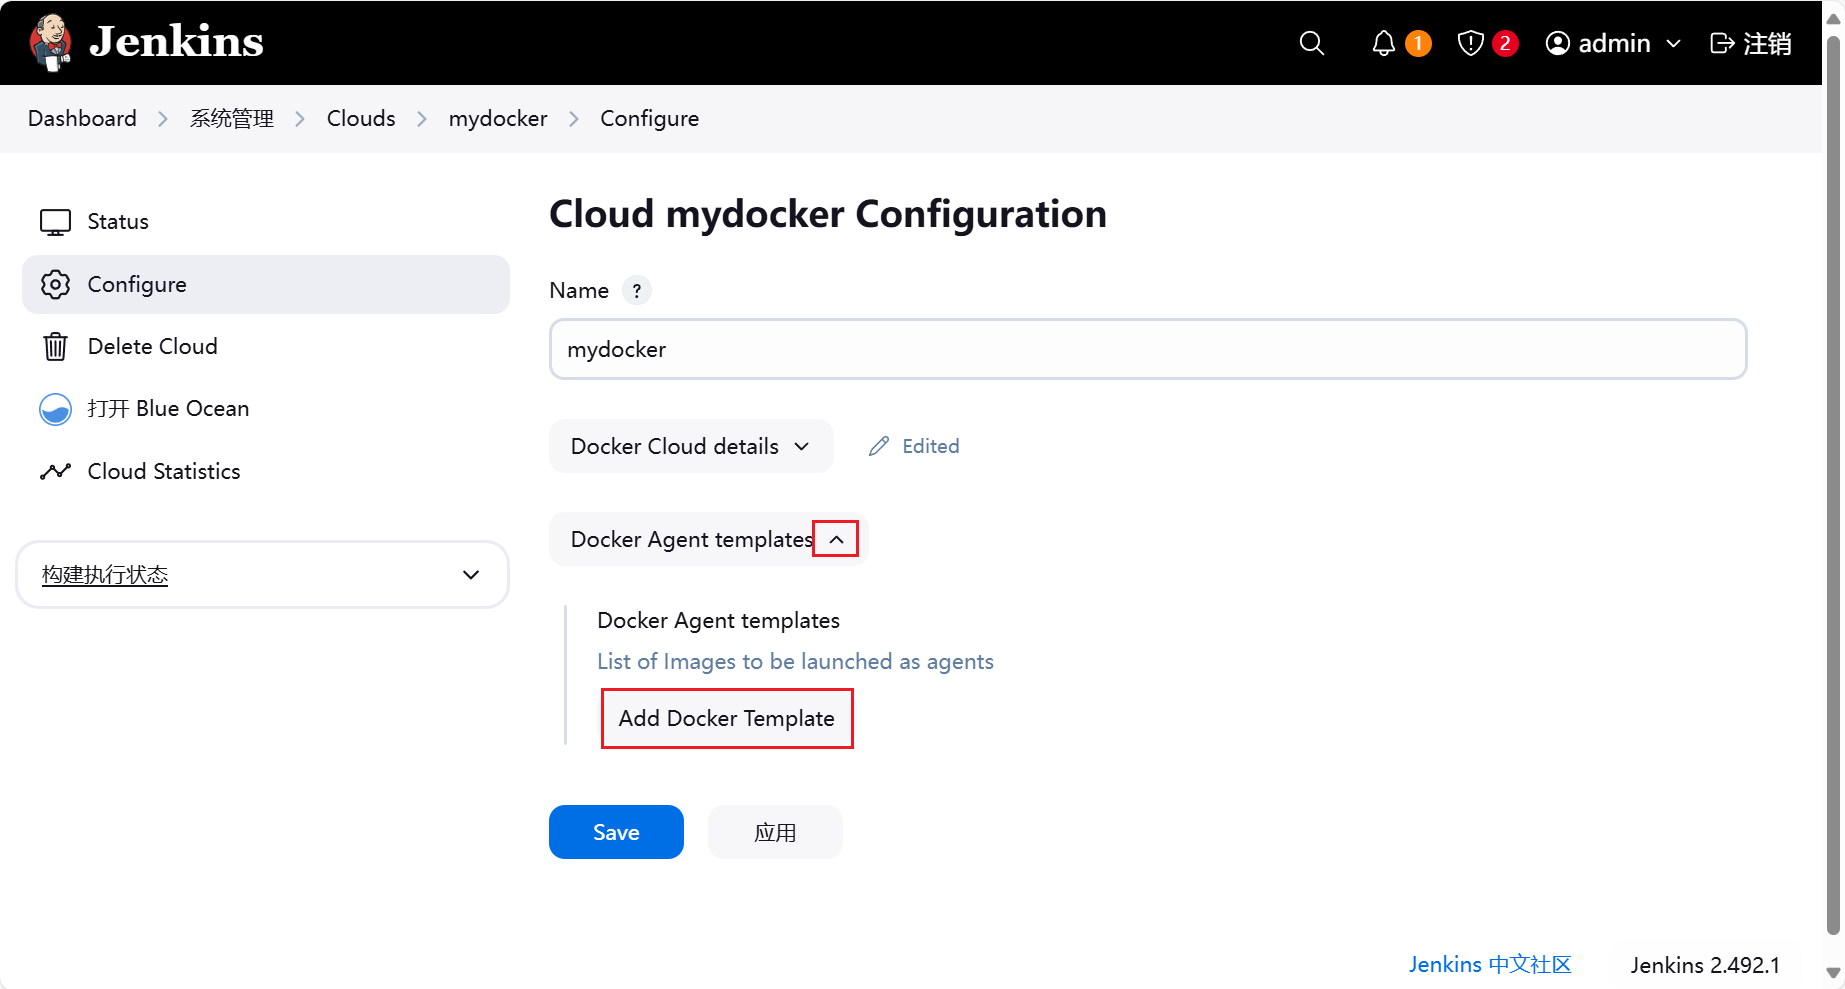 Jenkins
1
2
admin
注销
Dashboard
系统管理
Clouds
mydocker
Configure
Status
Configure
Delete Cloud
打开 Blue Ocean
Cloud Statistics
构建执行状态
Cloud mydocker Configuration
Name ?
mydocker
Docker Cloud details
Edited
Docker Agent templates
Docker Agent templates
List of Images to be launched as agents
Add Docker Template
Save
应用
Jenkins 中文社区
Jenkins 2.492.1